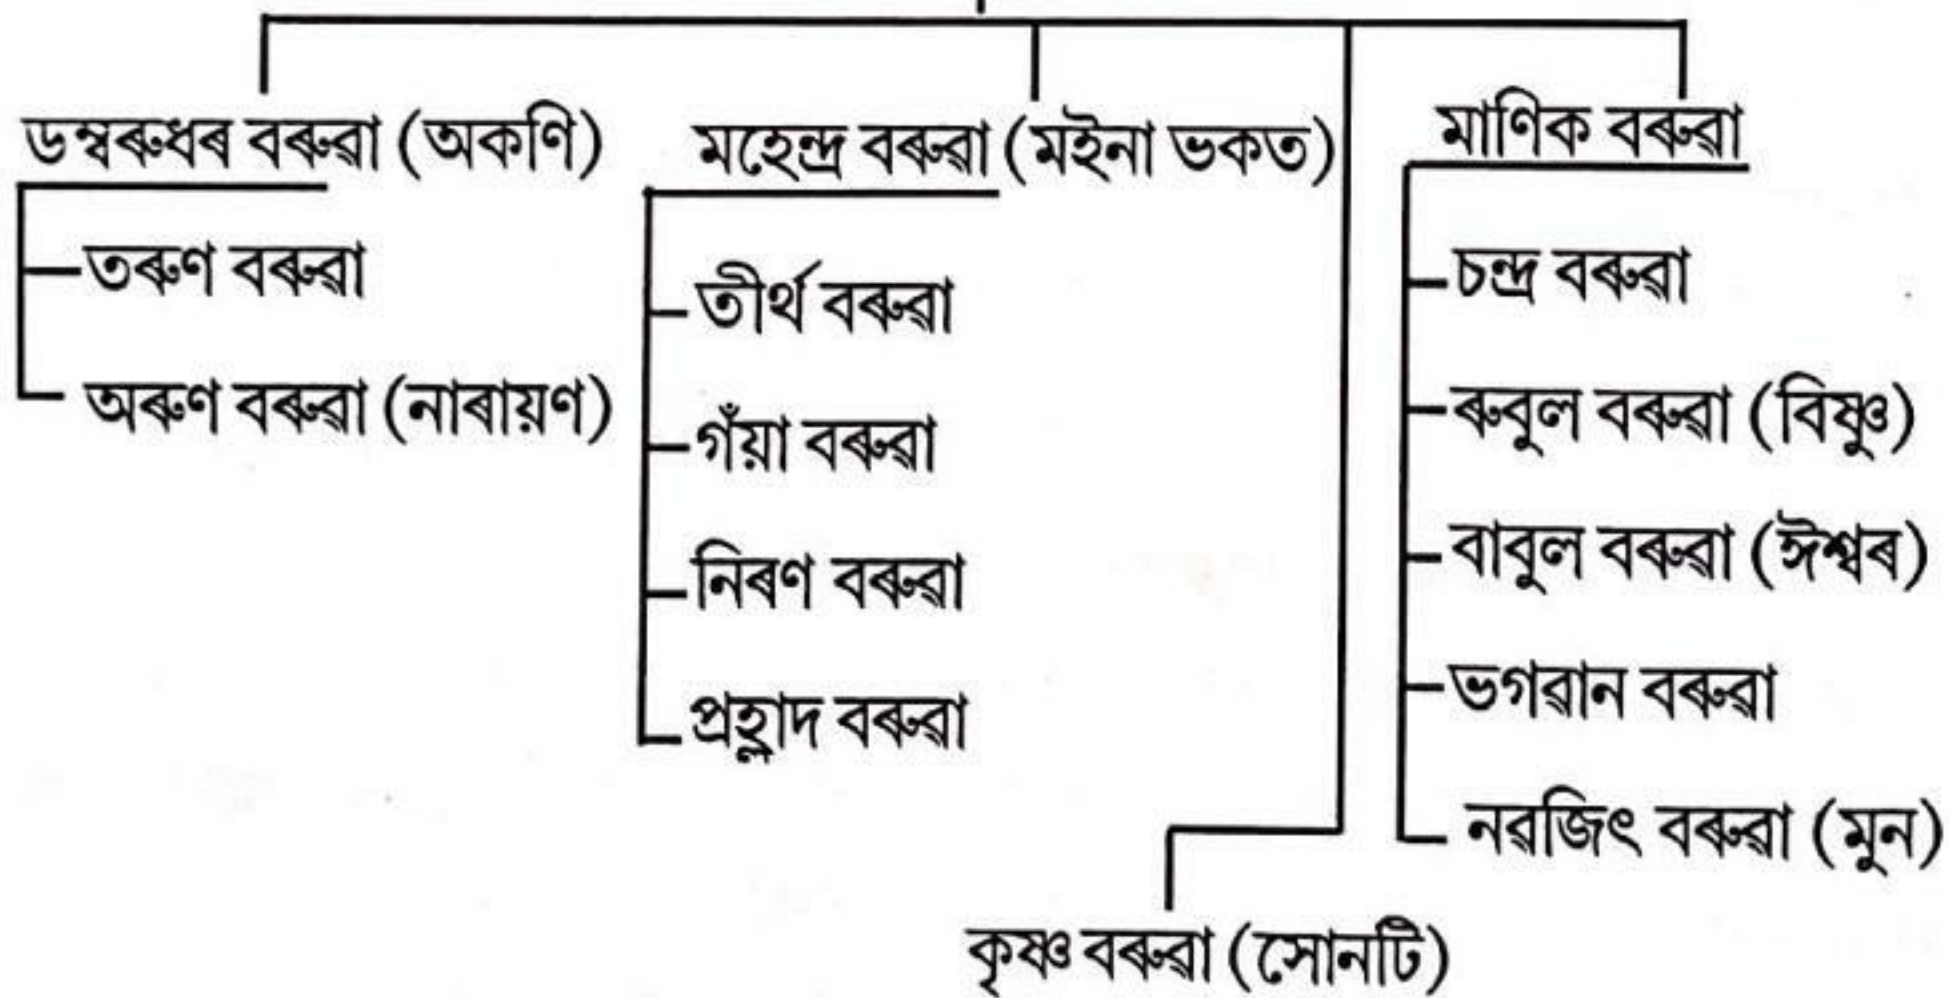 ডম্বৰুধৰ বৰুৱা (অকণি)
তৰুণ বৰুৱা
অৰুণ বৰুৱা (নাৰায়ণ)
মহেন্দ্ৰ বৰুৱা (মইনা ভকত)
তীৰ্থ বৰুৱা
গঁয়া বৰুৱা
নিৰণ বৰুৱা
প্ৰহ্লাদ বৰুৱা
কৃষ্ণ বৰুৱা (সোনটি)
মাণিক বৰুৱা
চন্দ্ৰ বৰুৱা
ৰুবুল বৰুৱা (বিষ্ণু)
বাবুল বৰুৱা (ঈশ্বৰ)
ভগৱান বৰুৱা
নৱজিৎ বৰুৱা (মুন)